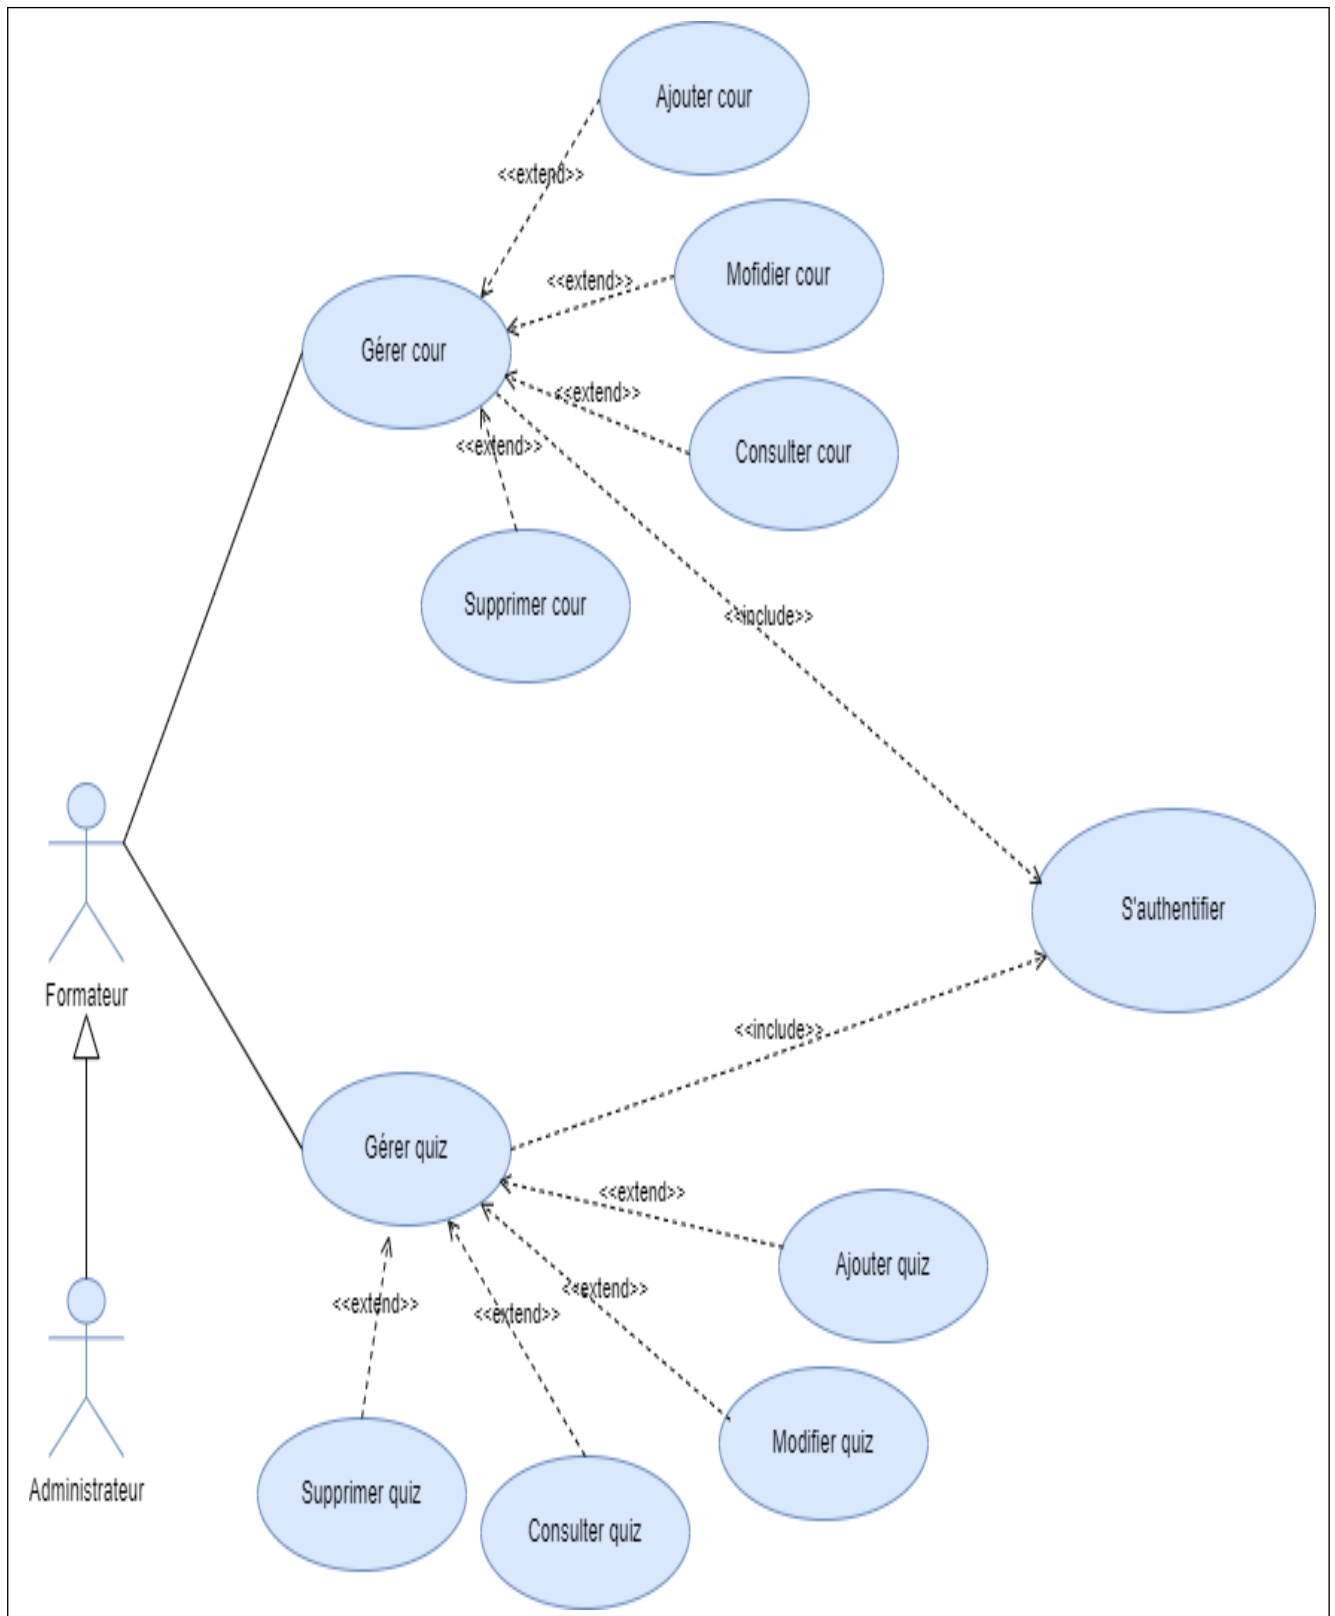 Ajouter cour
<<extend>>
Mofidier cour
<<extend>>
Gérer cour
<<extend>>
<<extend>>
Consulter cour
Supprimer cour
<<include>>
S'authentifier
Formateur
<<include>>
Gérer quiz
<<extend>>
Ajouter quiz
<<extend>>
<<extend>>
<<extend>>
Modifier quiz
Administrateur
Supprimer quiz
Consulter quiz